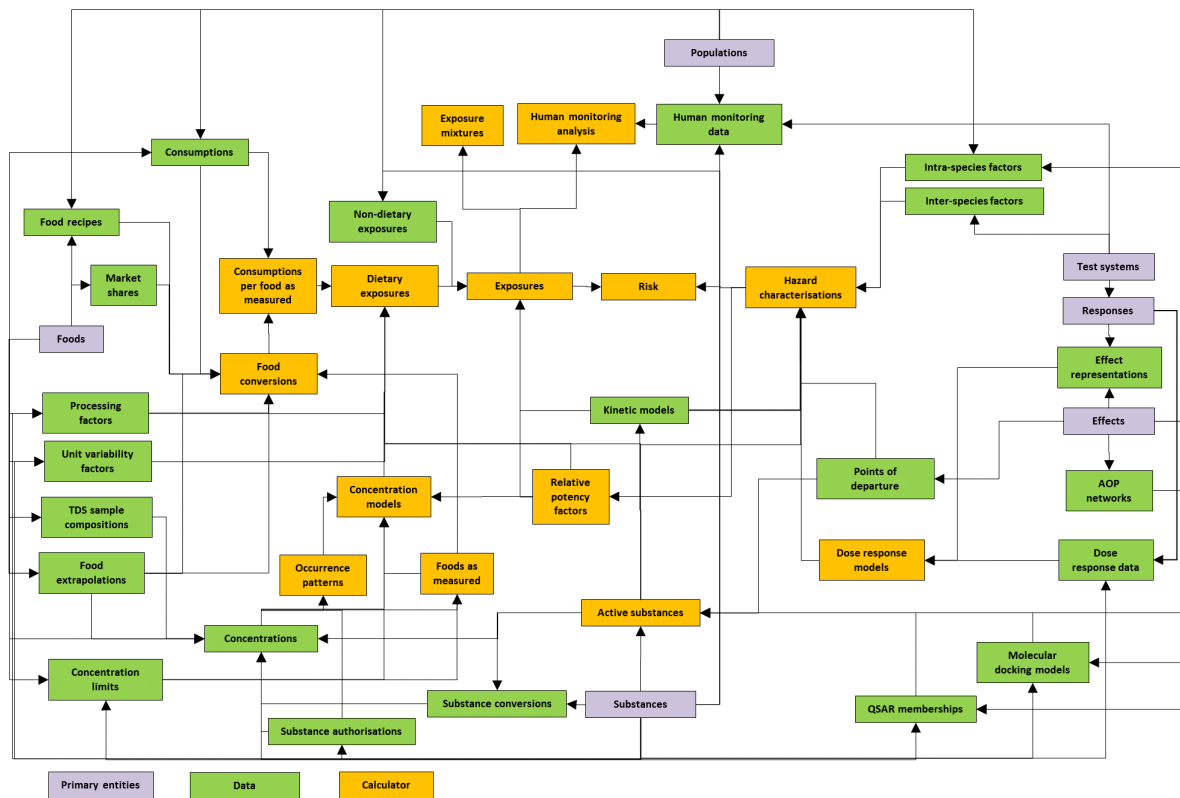 Populations
Exposure
mixtures
Human monitoring
analysis
Human monitoring
data
Consumptions
Intra-species factors
Inter-species factors
Food recipes
Non-dietary
exposures
Market
shares
Consumptions
per food as
measured
Dietary
exposures
Exposures
Risk
Hazard
characterisations
Test systems
Responses
Foods
Food
conversions
Effect
representations
Processing
factors
Kinetic models
Effects
Unit variability
factors
Concentration
models
Relative
potency
factors
Points of
departure
AOP
networks
TDS sample
compositions
Food
extrapolations
Occurrence
patterns
Foods as
measured
Dose response
models
Dose
response data
Concentrations
Active substances
Concentration
limits
Molecular
docking models
Substance conversions
Substances
QSAR memberships
Substance authorisations
Primary entities
Data
Calculator